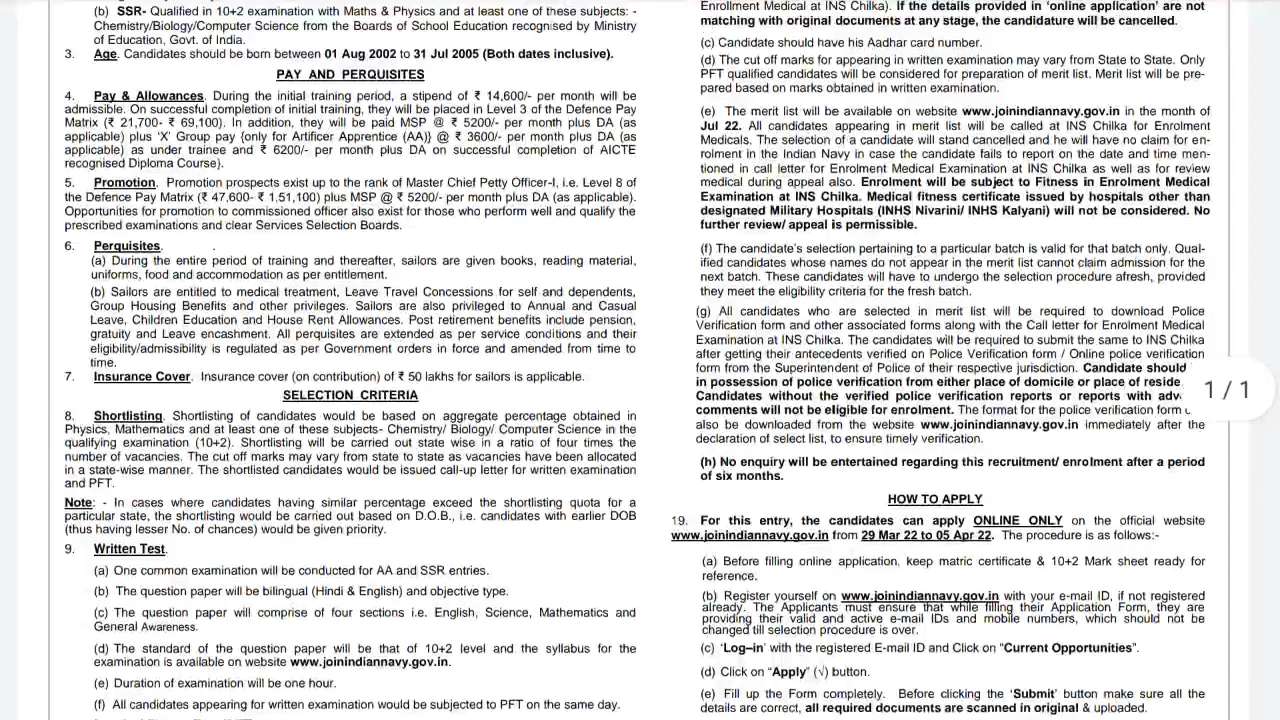 (b) SSR- Qualified in 10+2 examination with Maths & Physics and at least one of these subjects: -
Chemistry/Biology/Computer Science from the Boards of School Education recognised by Ministry
of Education, Govt. of India.
3. Age. Candidates should be born between 01 Aug 2002 to 31 Jul 2005 (Both dates inclusive).
PAY AND PERQUISITES
4. Pay & Allowances. During the initial training period, a stipend of ₹ 14,600/- per month will be
admissible. On successful completion of initial training, they will be placed in Level 3 of the Defence Pay
Matrix (₹ 21,700- ₹ 69,100). In addition, they will be paid MSP @ ₹ 5200/- per month plus DA (as
applicable) plus 'X' Group pay {only for Artificer Apprentice (AA)} @ ₹ 3600/- per month plus DA (as
applicable) as under trainee and ₹ 6200/- per month plus DA on successful completion of AICTE
recognised Diploma Course).
5. Promotion. Promotion prospects exist up to the rank of Master Chief Petty Officer-I, i.e. Level 8 of
the Defence Pay Matrix (₹ 47,600- ₹ 1,51,100) plus MSP @ ₹ 5200/- per month plus DA (as applicable).
Opportunities for promotion to commissioned officer also exist for those who perform well and qualify the
prescribed examinations and clear Services Selection Boards.
6. Perquisites.
(a) During the entire period of training and thereafter, sailors are given books, reading material,
uniforms, food and accommodation as per entitlement.
(b) Sailors are entitled to medical treatment, Leave Travel Concessions for self and dependents,
Group Housing Benefits and other privileges. Sailors are also privileged to Annual and Casual
Leave, Children Education and House Rent Allowances. Post retirement benefits include pension,
gratuity and Leave encashment. All perquisites are extended as per service conditions and their
eligibility/admissibility is regulated as per Government orders in force and amended from time to
time.
7. Insurance Cover. Insurance cover (on contribution) of ₹ 50 lakhs for sailors is applicable.
SELECTION CRITERIA
8. Shortlisting. Shortlisting of candidates would be based on aggregate percentage obtained in
Physics, Mathematics and at least one of these subjects- Chemistry/ Biology/ Computer Science in the
qualifying examination (10+2). Shortlisting will be carried out state wise in a ratio of four times the
number of vacancies. The cut off marks may vary from state to state as vacancies have been allocated
in a state-wise manner. The shortlisted candidates would be issued call-up letter for written examination
and PFT.
Note: - In cases where candidates having similar percentage exceed the shortlisting quota for a
particular state, the shortlisting would be carried out based on D.O.B., i.e. candidates with earlier DOB
(thus having lesser No. of chances) would be given priority.
9. Written Test.
(a) One common examination will be conducted for AA and SSR entries.
(b) The question paper will be bilingual (Hindi & English) and objective type.
(c) The question paper will comprise of four sections i.e. English, Science, Mathematics and
General Awareness.
(d) The standard of the question paper will be that of 10+2 level and the syllabus for the
examination is available on website www.joinindiannavy.gov.in.
(e) Duration of examination will be one hour.
(f) All candidates appearing for written examination would be subjected to PFT on the same day.
Enrollment Medical at INS Chilka). If the details provided in 'online application' are not
matching with original documents at any stage, the candidature will be cancelled.
(c) Candidate should have his Aadhar card number.
(d) The cut off marks for appearing in written examination may vary from State to State. Only
PFT qualified candidates will be considered for preparation of merit list. Merit list will be pre-
pared based on marks obtained in written examination.
(e) The merit list will be available on website www.joinindiannavy.gov.in in the month of
Jul 22. All candidates appearing in merit list will be called at INS Chilka for Enrolment
Medicals. The selection of a candidate will stand cancelled and he will have no claim for en-
rolment in the Indian Navy in case the candidate fails to report on the date and time men-
tioned in call letter for Enrolment Medical Examination at INS Chilka as well as for review
medical during appeal also. Enrolment will be subject to Fitness in Enrolment Medical
Examination at INS Chilka. Medical fitness certificate issued by hospitals other than
designated Military Hospitals (INHS Nivarini/ INHS Kalyani) will not be considered. No
further review/ appeal is permissible.
(f) The candidate's selection pertaining to a particular batch is valid for that batch only. Qual-
ified candidates whose names do not appear in the merit list cannot claim admission for the
next batch. These candidates will have to undergo the selection procedure afresh, provided
they meet the eligibility criteria for the fresh batch.
(g) All candidates who are selected in merit list will be required to download Police
Verification form and other associated forms along with the Call letter for Enrolment Medical
Examination at INS Chilka. The candidates will be required to submit the same to INS Chilka
after getting their antecedents verified on Police Verification form / Online police verification
form from the Superintendent of Police of their respective jurisdiction. Candidate should
in possession of police verification from either place of domicile or place of reside
Candidates without the verified police verification reports or reports with adv
comments will not be eligible for enrolment. The format for the police verification form
also be downloaded from the website www.joinindiannavy.gov.in immediately after the
declaration of select list, to ensure timely verification.
(h) No enquiry will be entertained regarding this recruitment/ enrolment after a period
of six months.
HOW TO APPLY
19. For this entry, the candidates can apply ONLINE ONLY on the official website
www.joinindiannavy.gov.in from 29 Mar 22 to 05 Apr 22. The procedure is as follows:-
(a) Before filling online application, keep matric certificate & 10+2 Mark sheet ready for
reference.
(b) Register yourself on www.joinindiannavy.gov.in with your e-mail ID, if not registered
already. The Applicants must ensure that while filling their Application Form, they are
providing their valid and active e-mail IDs and mobile numbers, which should not be
changed till selection procedure is over.
(c) 'Log–in' with the registered E-mail ID and Click on "Current Opportunities".
(d) Click on "Apply" (√) button.
(e) Fill up the Form completely. Before clicking the 'Submit' button make sure all the
details are correct, all required documents are scanned in original & uploaded.
1 / 1